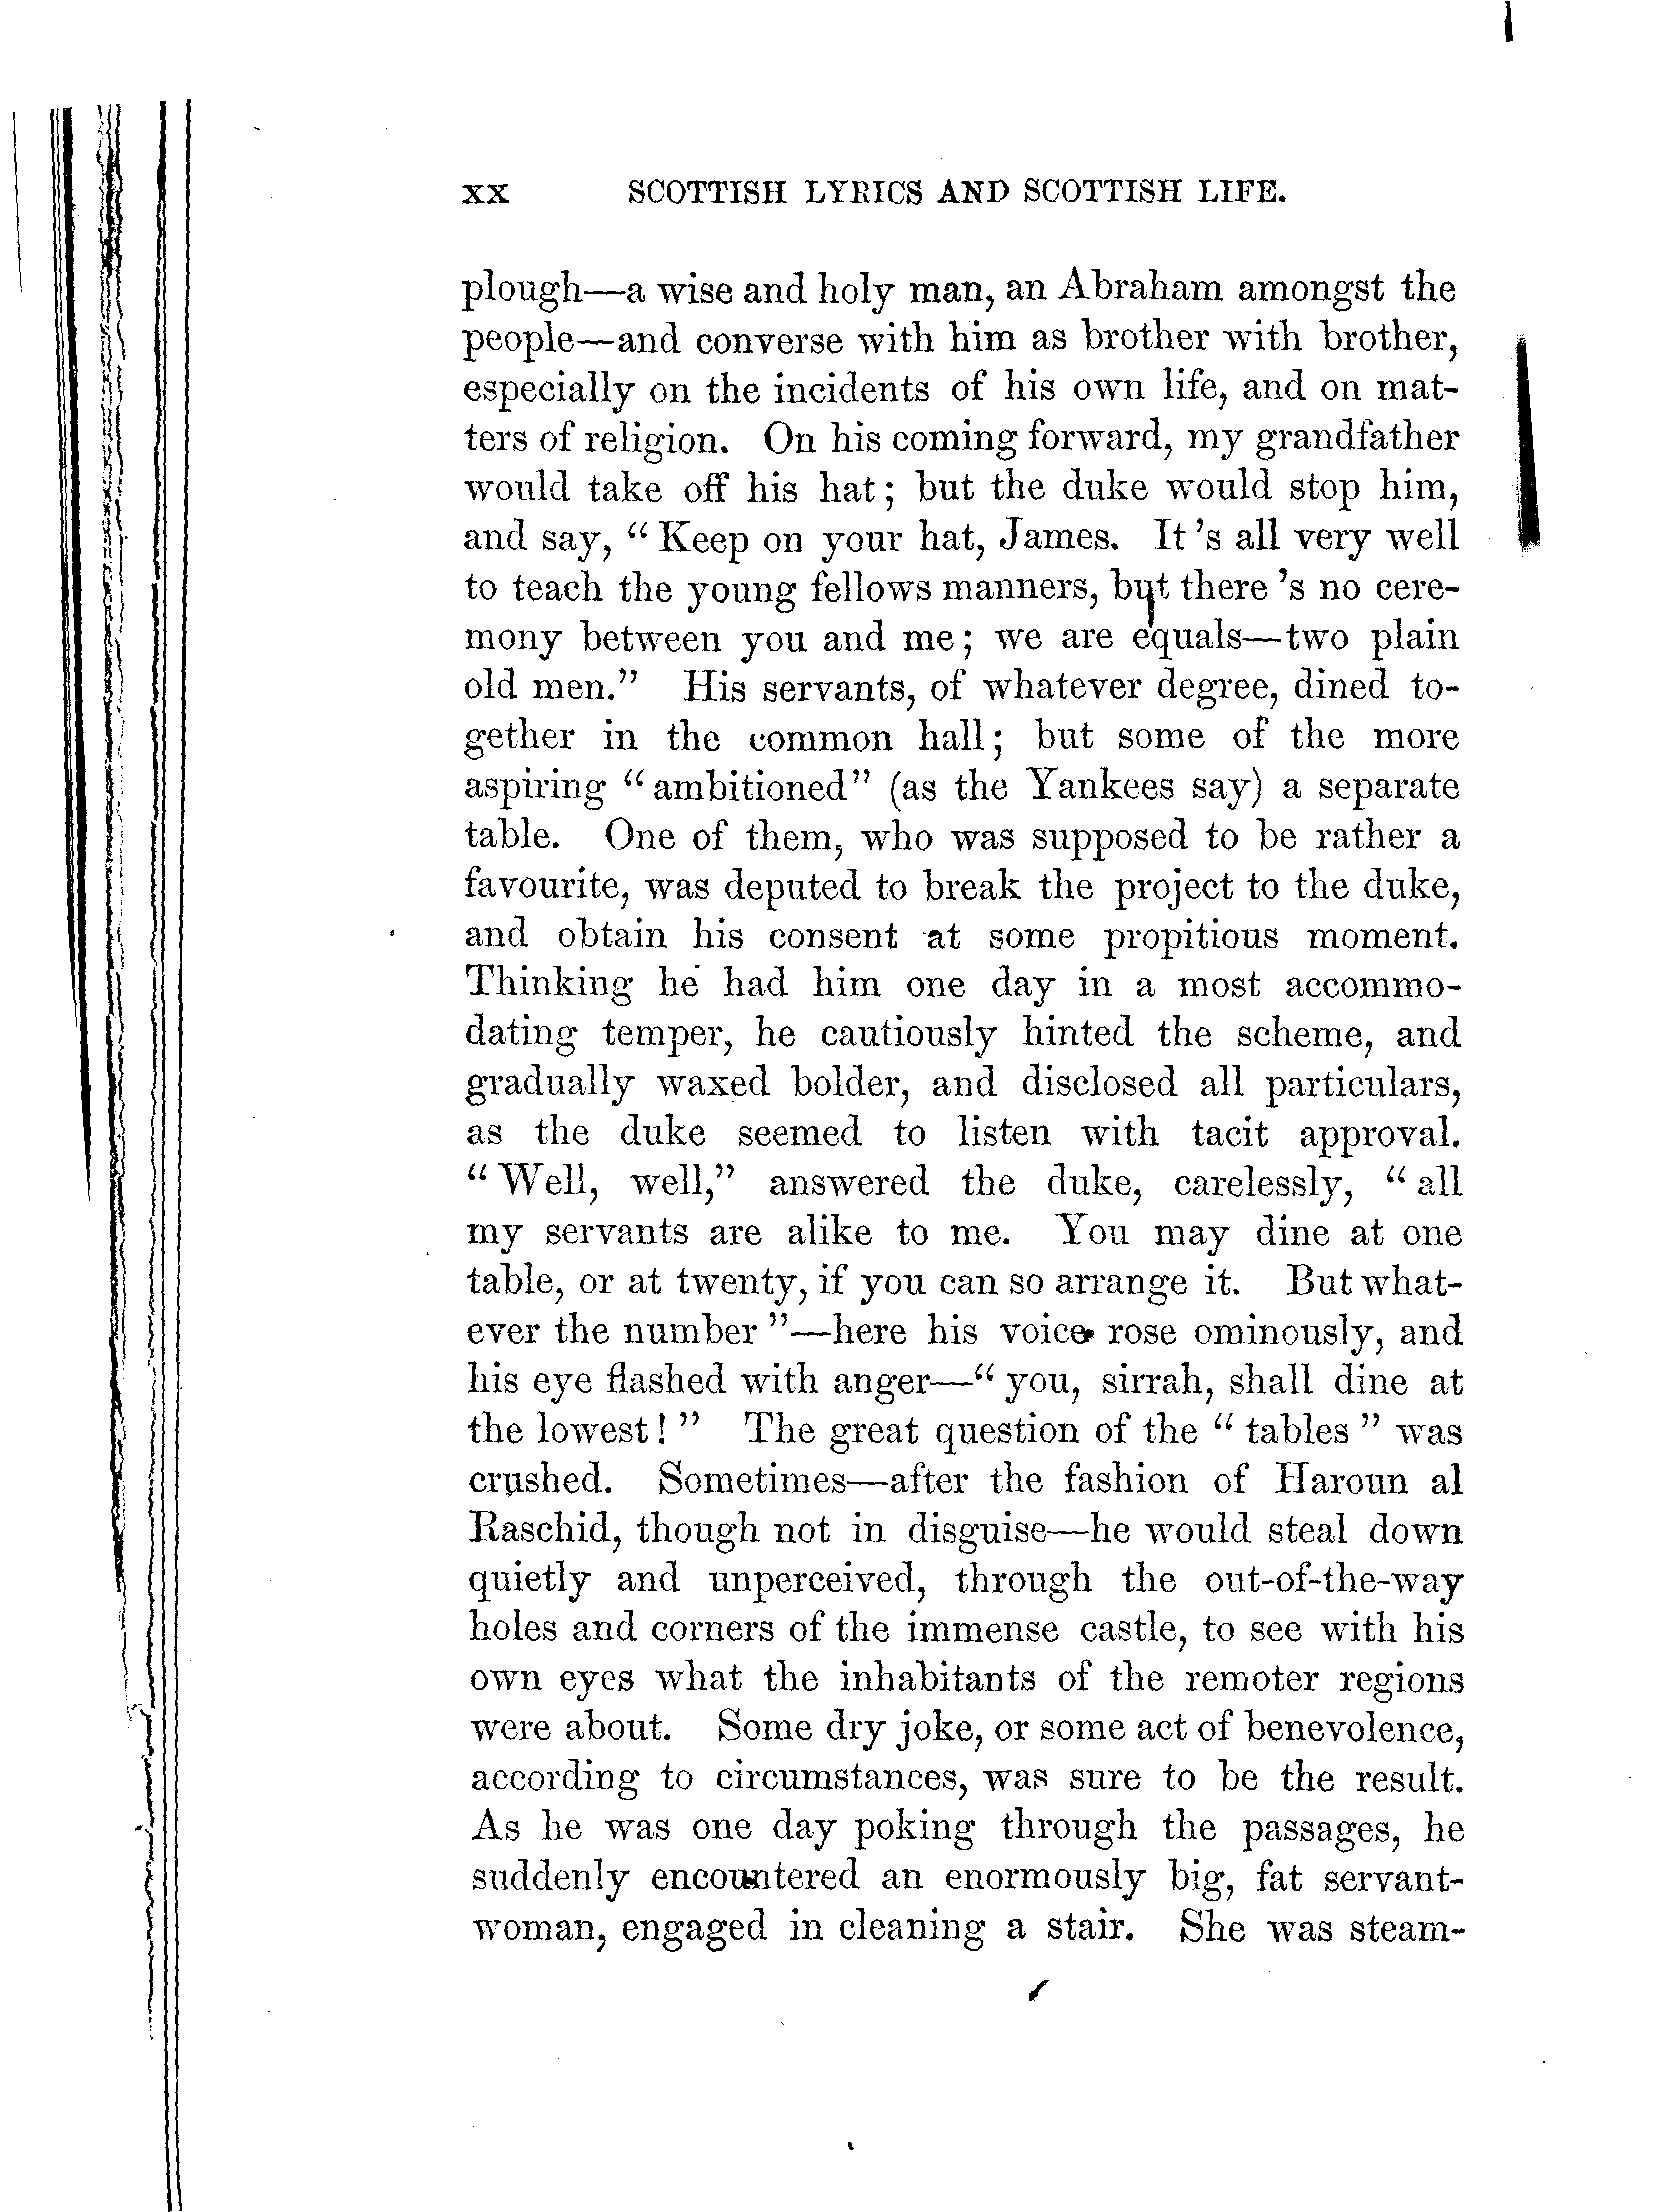 xx SCOTTISH LYRICS AND SCOTTISH LIFE.
plough—a wise and holy man, an Abraham amongst the
people—and converse with him as brother with brother,
especially on the incidents of his own life, and on mat-
ters of religion. On his coming forward, my grandfather
would take off his hat; but the duke would stop him,
and say, "Keep on your hat, James. It's all very well
to teach the young fellows manners, but there's no cere-
mony between you and me; we are equals—two plain
old men." His servants, of whatever degree, dined to-
gether in the common hall; but some of the more
aspiring "ambitioned" (as the Yankees say) a separate
table. One of them, who was supposed to be rather a
favourite, was deputed to break the project to the duke,
and obtain his consent at some propitious moment.
Thinking he had him one day in a most accommo-
dating temper, he cautiously hinted the scheme, and
gradually waxed bolder, and disclosed all particulars,
as the duke seemed to listen with tacit approval.
"Well, well," answered the duke, carelessly, "all
my servants are alike to me. You may dine at one
table, or at twenty, if you can so arrange it. But what-
ever the number"—here his voice rose ominously, and
his eye flashed with anger—"you, sirrah, shall dine at
the lowest!" The great question of the "tables" was
crushed. Sometimes—after the fashion of Haroun al
Raschid, though not in disguise—he would steal down
quietly and unperceived, through the out-of-the-way
holes and corners of the immense castle, to see with his
own eyes what the inhabitants of the remoter regions
were about. Some dry joke, or some act of benevolence,
according to circumstances, was sure to be the result.
As he was one day poking through the passages, he
suddenly encountered an enormously big, fat servant-
woman, engaged in cleaning a stair. She was steam-